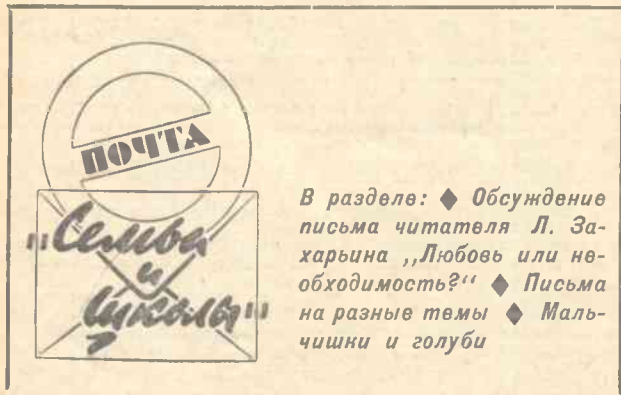 ПОЧТА
„Семьи
и
школы"
В разделе: ♦ Обсуждение
письма читателя Л. За-
харьина „Любовь или не-
обходимость?“ ♦ Письма
на разные темы ♦ Маль-
чишки и голуби